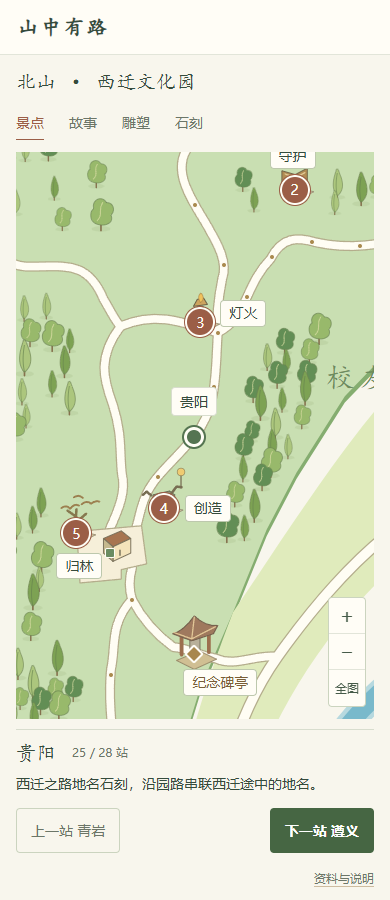 山中有路
北山 • 西迁文化园
景点 故事 雕塑 石刻
守护
2
3
灯火
校
贵阳
4
创造
5
归林
纪念碑亭
+
−
全图
贵阳 25 / 28 站
西迁之路地名石刻，沿园路串联西迁途中的地名。
上一站 青岩
下一站 遵义
资料与说明